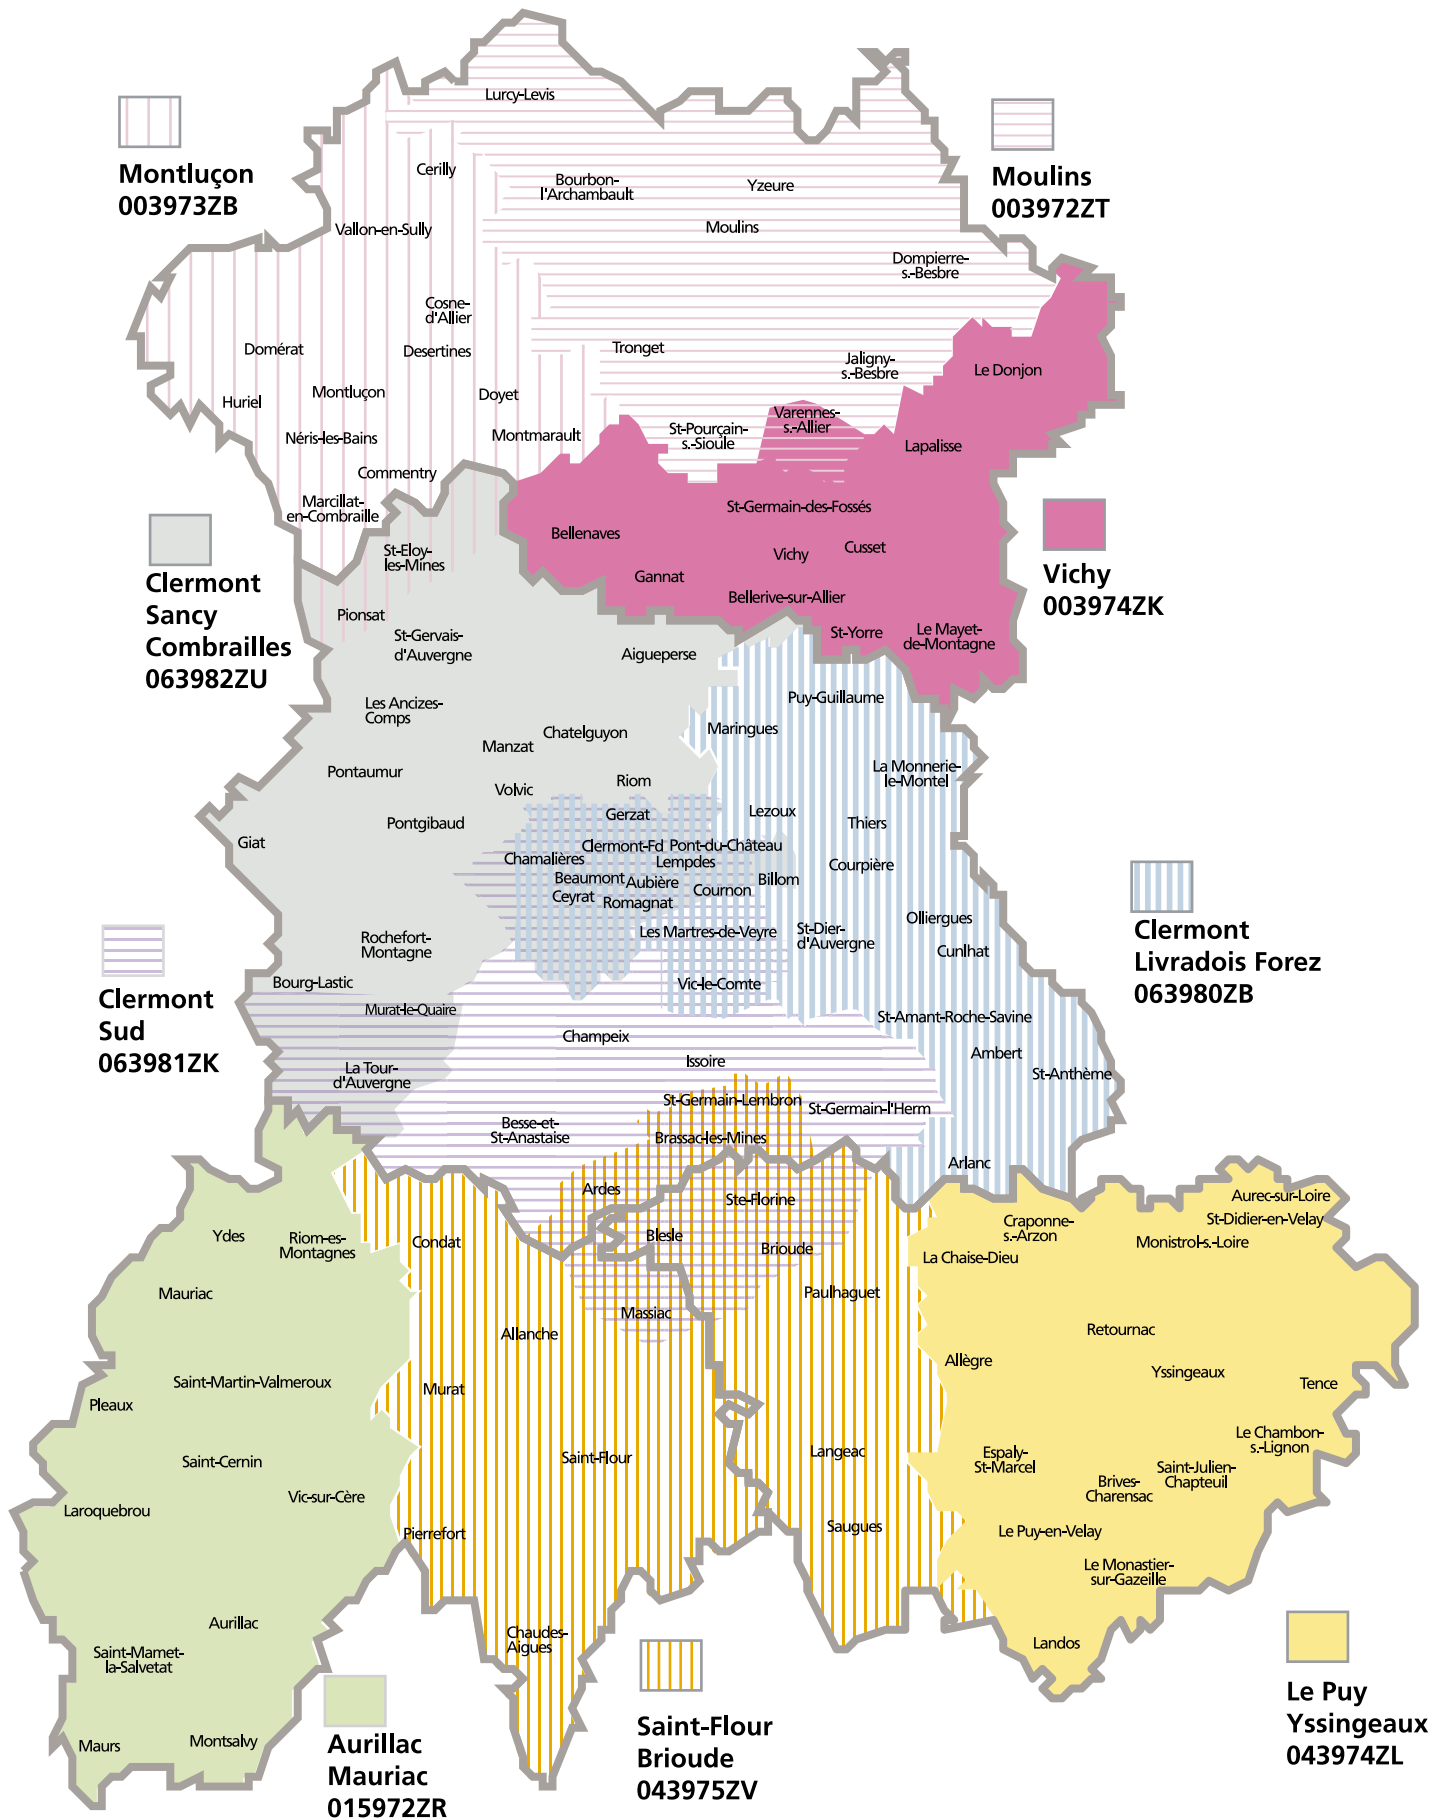 Lurcy-Levis
Montluçon
003973ZB
Moulins
003972ZT
Cerilly
Bourbon-
l'Archambault
Yzeure
Vallon-en-Sully
Moulins
Dompierre-
s.-Besbre
Cosne-
d'Allier
Domérat
Desertines
Tronget
Jaligny-
s.-Besbre
Le Donjon
Huriel
Montluçon
Doyet
Varennes-
s.-Allier
Néris-les-Bains
Montmarault
St-Pourçain-
s.-Sioule
Lapalisse
Commentry
Marcillat-
en-Combraille
St-Germain-des-Fossés
Clermont
Sancy
Combrailles
063982ZU
St-Eloy-
les-Mines
Bellenaves
Vichy
Cusset
Vichy
003974ZK
Gannat
Bellerive-sur-Allier
Pionsat
St-Gervais-
d'Auvergne
Aigueperse
St-Yorre
Le Mayet-
de-Montagne
Les Ancizes-
Comps
Puy-Guillaume
Chatelguyon
Maringues
Manzat
Pontaumur
Volvic
Riom
La Monnerie-
le-Montel
Giat
Pontgibaud
Gerzat
Lezoux
Thiers
Clermont-Fd
Pont-du-Château
Chamalières
Lempdes
Courpière
Beaumont
Aubière
Billom
Ceyrat
Romagnat
Cournon
Clermont
Livradois Forez
063980ZB
Rochefort-
Montagne
Les Martres-de-Veyre
St-Dier-
d'Auvergne
Olliergues
Cunlhat
Clermont
Sud
063981ZK
Bourg-Lastic
Vic-le-Comte
Murat-le-Quaire
St-Amant-Roche-Savine
Champeix
Issoire
Ambert
La Tour-
d'Auvergne
St-Anthème
St-Germain-Lembron
St-Germain-l'Herm
Besse-et-
St-Anastaise
Brassac-les-Mines
Arlanc
Ardes
Ste-Florine
Aurec-sur-Loire
St-Didier-en-Velay
Ydes
Riom-es-
Montagnes
Condat
Blesle
Brioude
Craponne-
s.-Arzon
Monistrol-s.-Loire
La Chaise-Dieu
Mauriac
Paulhaguet
Massiac
Allanche
Retournac
Allègre
Yssingeaux
Saint-Martin-Valmeroux
Murat
Tence
Pleaux
Le Chambon-
s.-Lignon
Saint-Cernin
Saint-Flour
Langeac
Espaly-
St-Marcel
Saint-Julien-
Chapteuil
Brives-
Charensac
Laroquebrou
Vic-sur-Cère
Pierrefort
Saugues
Le Puy-en-Velay
Le Monastier-
sur-Gazeille
Aurillac
Chaudes-
Aigues
Landos
Saint-Mamet-
la-Salvetat
Maurs
Montsalvy
Aurillac
Mauriac
015972ZR
Saint-Flour
Brioude
043975ZV
Le Puy
Yssingeaux
043974ZL